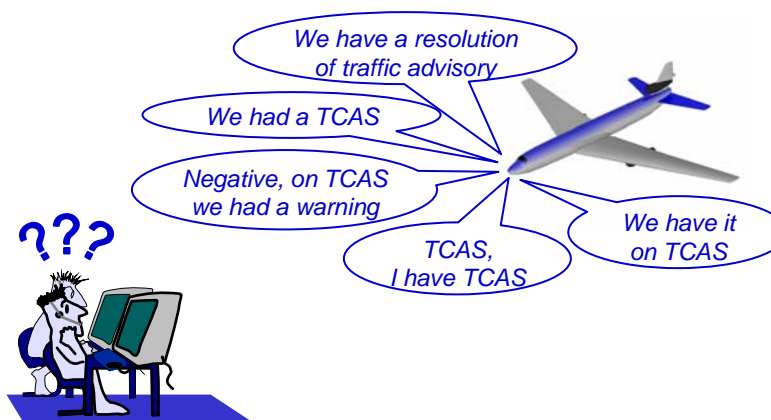 We have a resolution
of traffic advisory
We had a TCAS
Negative, on TCAS
we had a warning
We have it
on TCAS
TCAS,
I have TCAS
???